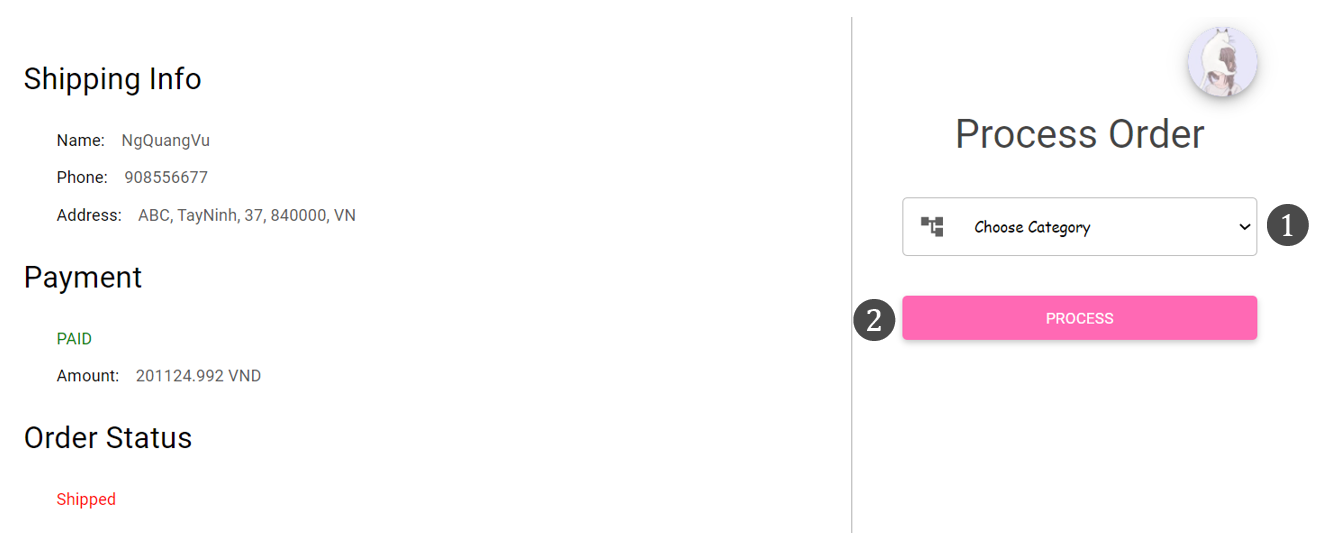 Shipping Info
Name: NgQuangVu
Phone: 908556677
Address: ABC, TayNinh, 37, 840000, VN
Payment
PAID
Amount: 201124.992 VND
Order Status
Shipped
Process Order
Choose Category
1
2
PROCESS